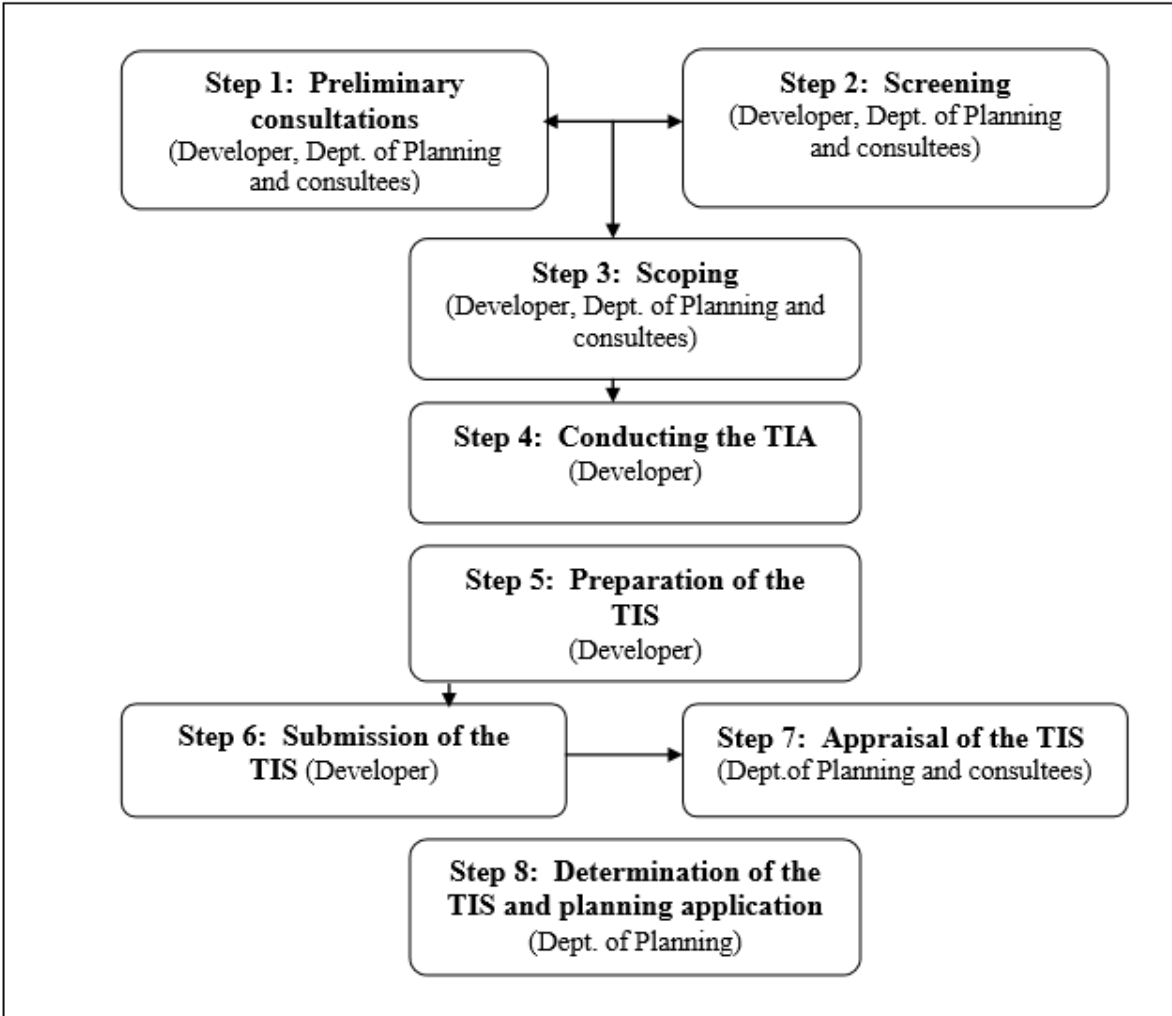 Step 1: Preliminary
consultations
(Developer, Dept. of Planning
and consultees)
Step 2: Screening
(Developer, Dept. of Planning
and consultees)
Step 3: Scoping
(Developer, Dept. of Planning and
consultees)
Step 4: Conducting the TIA
(Developer)
Step 5: Preparation of the
TIS
(Developer)
Step 6: Submission of the
TIS (Developer)
Step 7: Appraisal of the TIS
(Dept.of Planning and consultees)
Step 8: Determination of the
TIS and planning application
(Dept. of Planning)